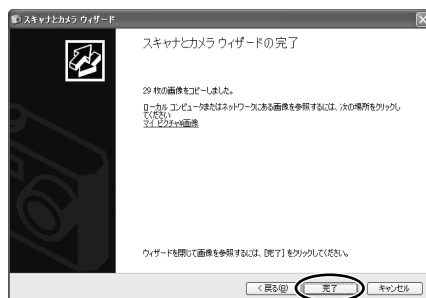 スキャナとカメラ ウィザード
スキャナとカメラ ウィザードの完了
29 枚の画像をコピーしました。
ローカル コンピュータまたはネットワークにある画像を参照するには、次の場所をクリックし
てください:
マイ ピクチャ¥画像
ウィザードを閉じて画像を参照するには、[完了] をクリックしてください。
< 戻る(B)
完了
キャンセル